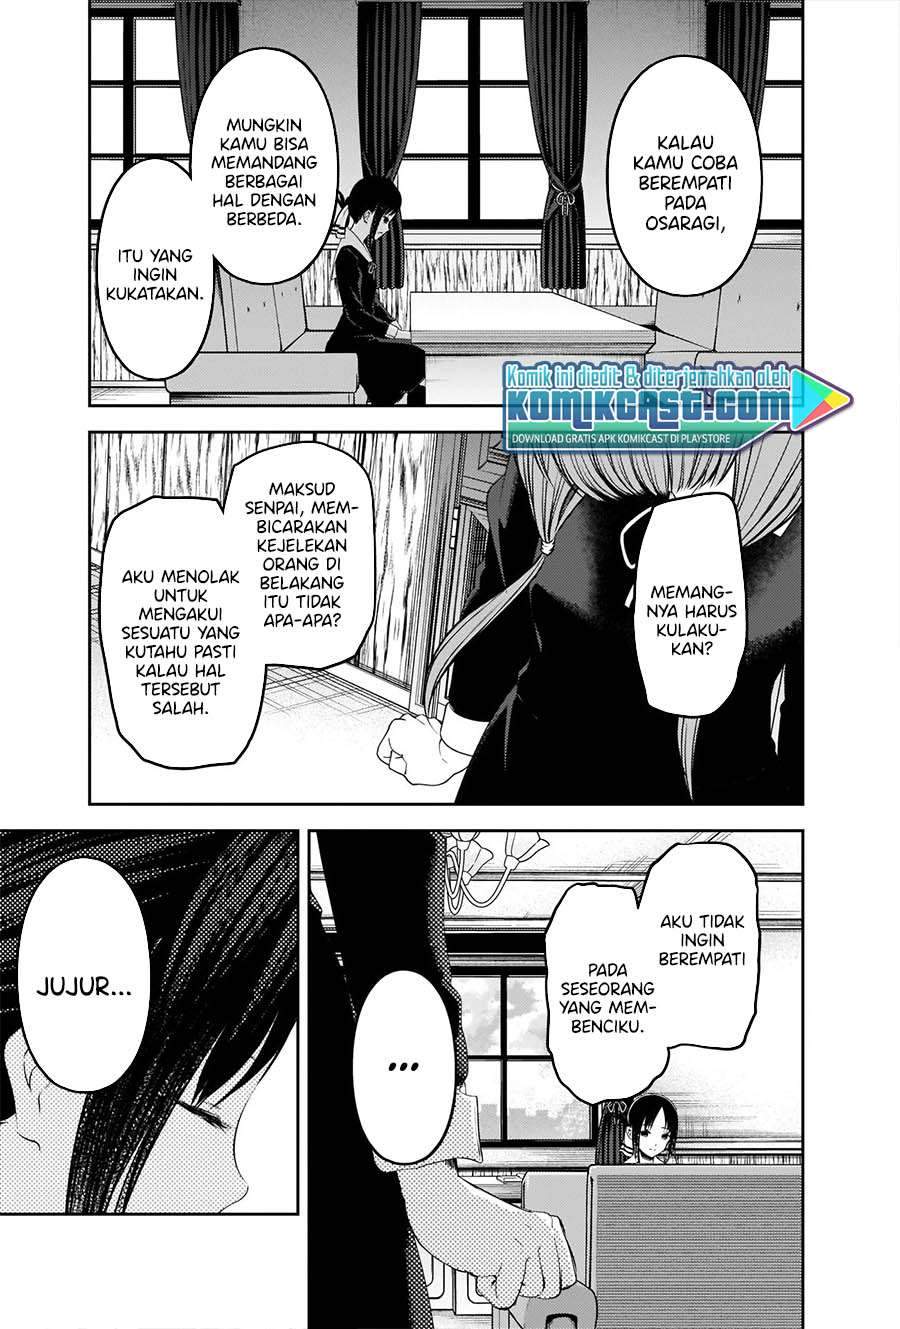 KALAU
KAMU COBA
BEREMPATI
PADA
OSARAGI,
MUNGKIN
KAMU BISA
MEMANDANG
BERBAGAI
HAL DENGAN
BERBEDA.
ITU YANG
INGIN
KUKATAKAN.
Komik ini diedit & diterjemahkan oleh
KOMIKCAST.COM
DOWNLOAD GRATIS APK KOMIKCAST DI PLAYSTORE
MEMANG-
NYA HARUS
KULAKU-
KAN?
MAKSUD
SENPAI, MEM-
BICARAKAN
KEJELEKAN
ORANG DI
BELAKANG
ITU TIDAK
APA-APA?
AKU MENOLAK
UNTUK
MENGAKUI
SESUATU YANG
KUTAHU PASTI
KALAU HAL
TERSEBUT
SALAH.
AKU TIDAK
INGIN
BEREMPATI
PADA
SESEORANG
YANG MEM-
BENCIKU.
...
JUJUR...